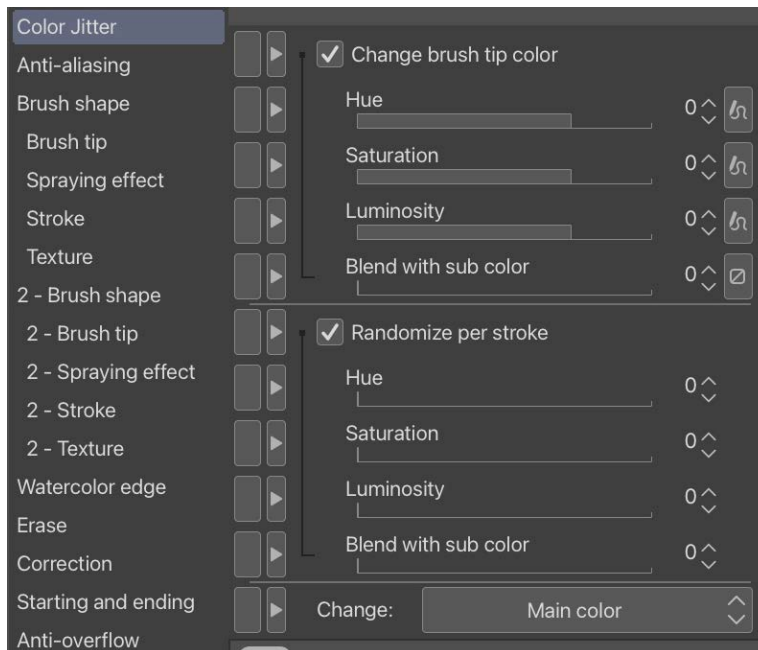 Color Jitter
Anti-aliasing
Brush shape
Brush tip
Spraying effect
Stroke
Texture
2 - Brush shape
2 - Brush tip
2 - Spraying effect
2 - Stroke
2 - Texture
Watercolor edge
Erase
Correction
Starting and ending
Anti-overflow
Change brush tip color
Hue 0
Saturation 0
Luminosity 0
Blend with sub color 0
Randomize per stroke
Hue 0
Saturation 0
Luminosity 0
Blend with sub color 0
Change: Main color